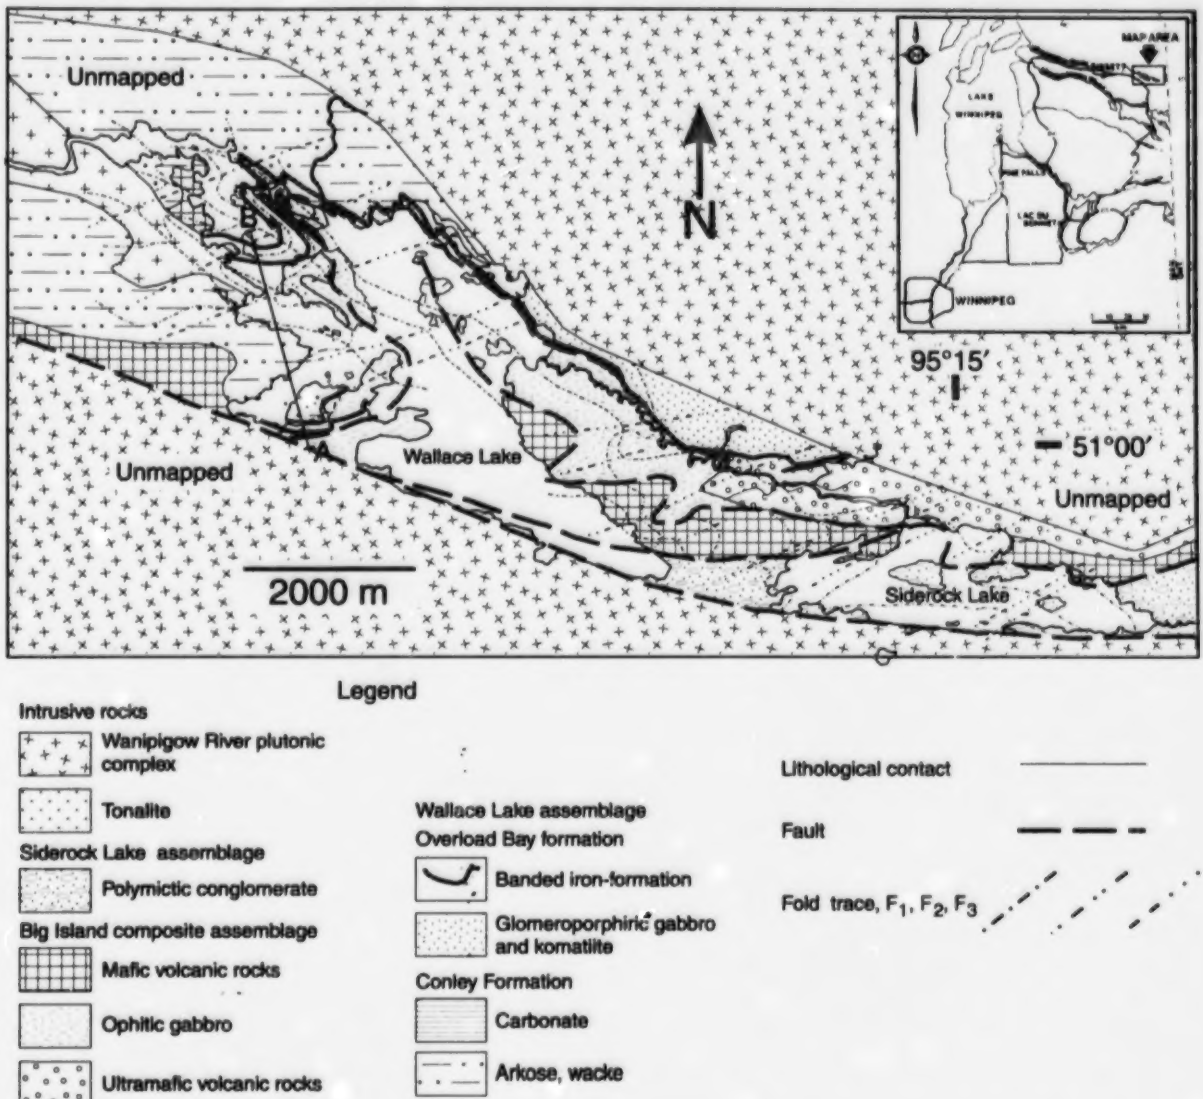 Unmapped
MAP AREA
LAKE
WINNIPEG
PINE FALLS
LAC DU
BONNET
WINNIPEG
B
N
95°15′
51°00′
A
Wallace Lake
Unmapped
Unmapped
2000 m
Siderock Lake
Legend
Intrusive rocks
Wanipigow River plutonic
complex
Tonalite
Siderock Lake assemblage
Polymictic conglomerate
Big Island composite assemblage
Mafic volcanic rocks
Ophitic gabbro
Ultramafic volcanic rocks
Wallace Lake assemblage
Overload Bay formation
Banded iron-formation
Glomeroporphiric gabbro
and komatiite
Conley Formation
Carbonate
Arkose, wacke
Lithological contact
Fault
Fold trace, F1, F2, F3